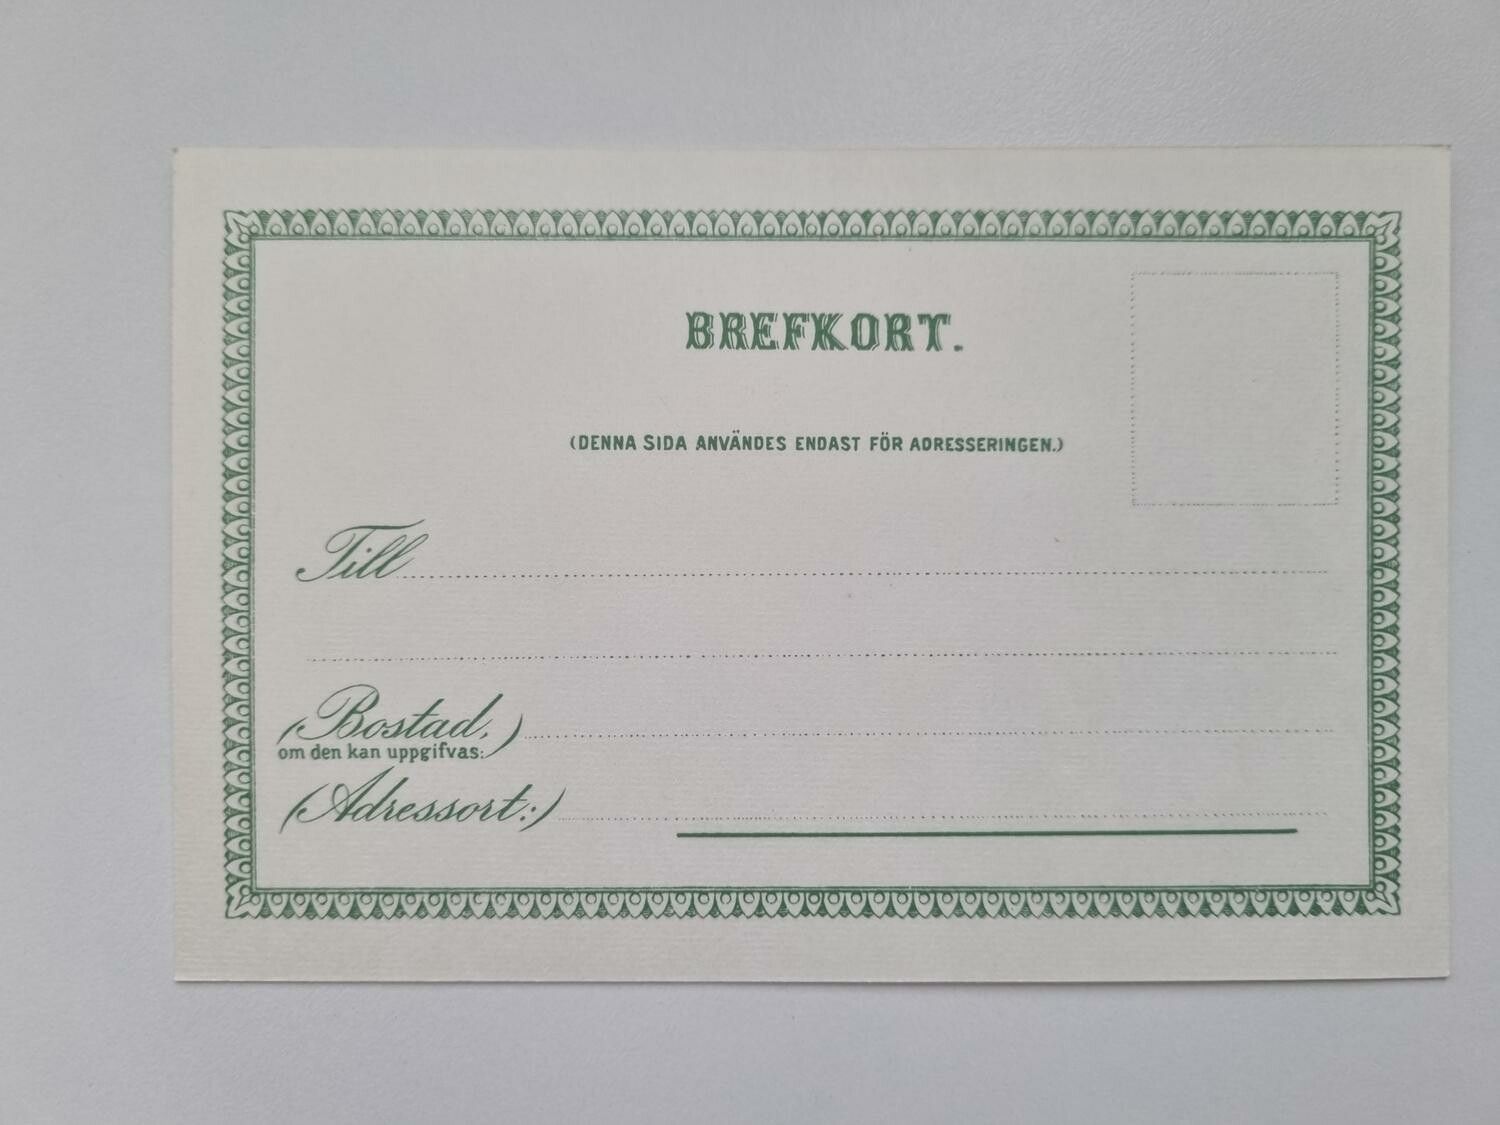 BREFKORT.
(DENNA SIDA ANVÄNDES ENDAST FÖR ADRESSERINGEN.)
Till
(Bostad,)
om den kan uppgifvas:
(Adressort:)